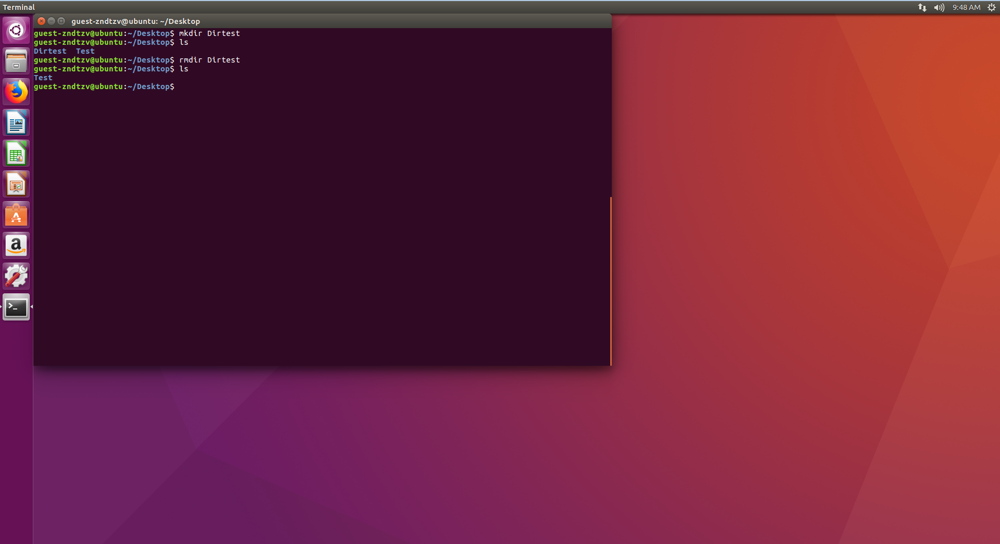 Terminal
9:48 AM
guest-zndtzv@ubuntu: ~/Desktop
guest-zndtzv@ubuntu:~/Desktop$ mkdir Dirtest
guest-zndtzv@ubuntu:~/Desktop$ ls
Dirtest  Test
guest-zndtzv@ubuntu:~/Desktop$ rmdir Dirtest
guest-zndtzv@ubuntu:~/Desktop$ ls
Test
guest-zndtzv@ubuntu:~/Desktop$